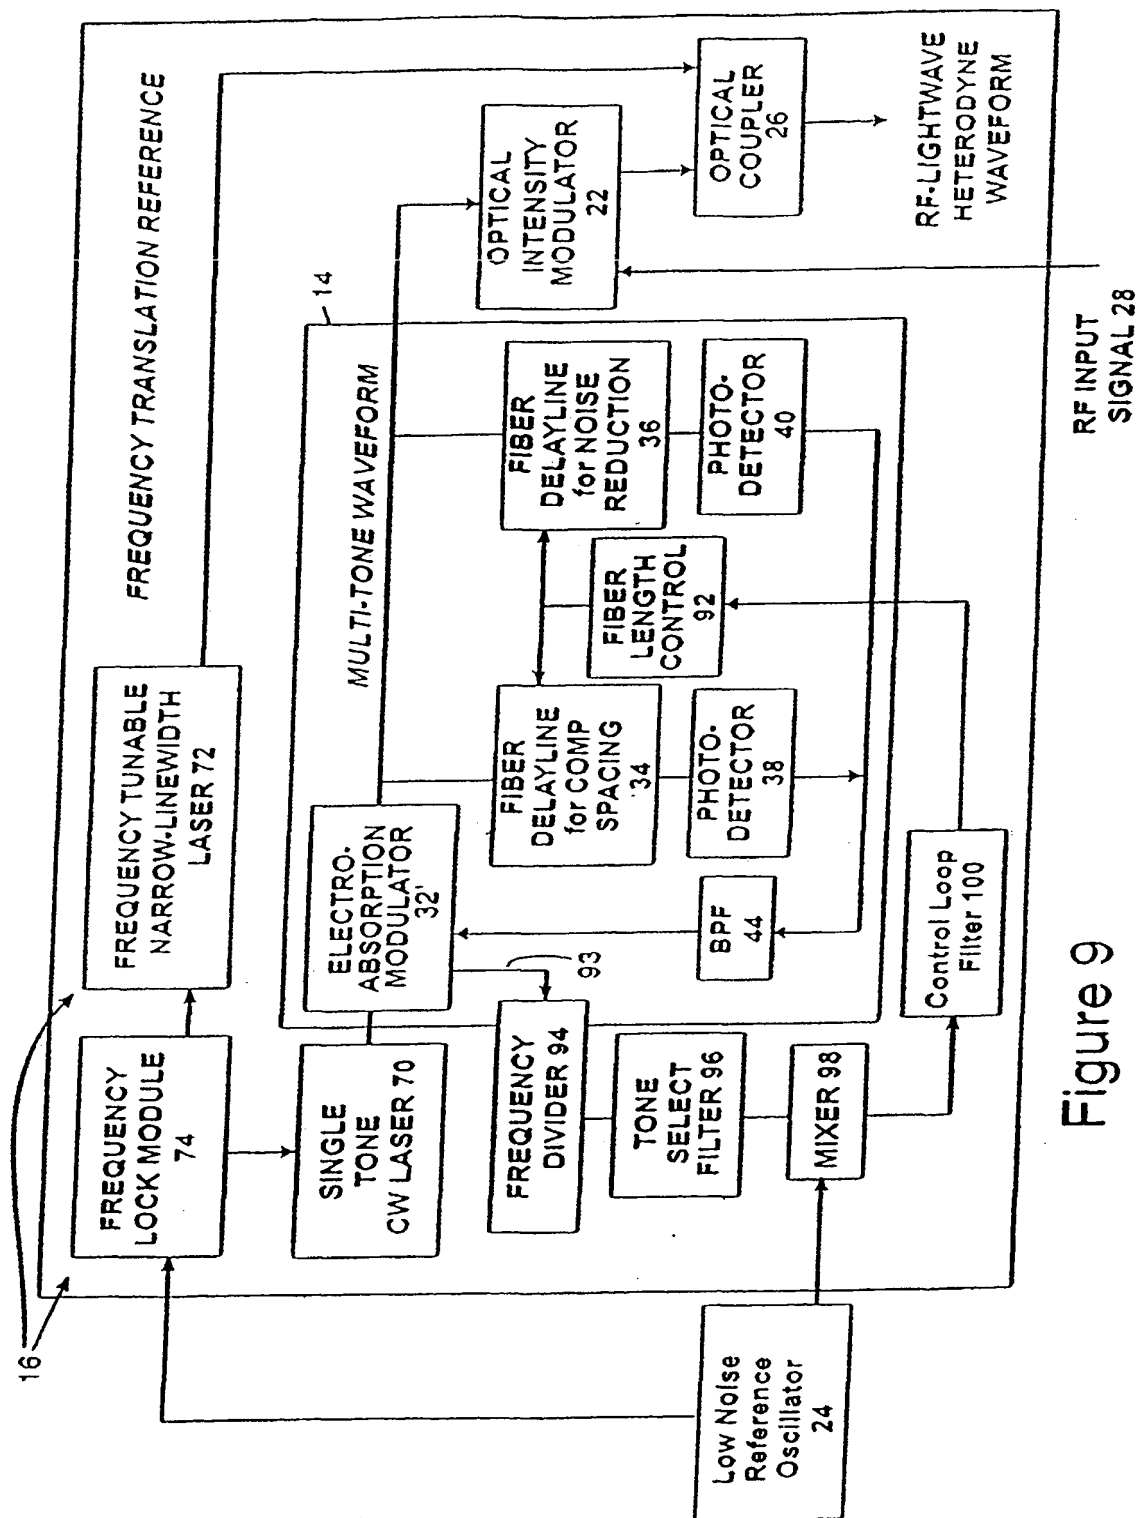 16
FREQUENCY
LOCK MODULE
74
FREQUENCY TUNABLE
NARROW-LINEWIDTH
LASER 72
FREQUENCY TRANSLATION REFERENCE
SINGLE
TONE
CW LASER 70
ELECTRO-
ABSORPTION
MODULATOR
32'
MULTI-TONE WAVEFORM
14
OPTICAL
INTENSITY
MODULATOR
22
OPTICAL
COUPLER
26
RF-LIGHTWAVE
HETERODYNE
WAVEFORM
93
FREQUENCY
DIVIDER 94
FIBER
DELAYLINE
for COMP
SPACING
34
FIBER
DELAYLINE
for NOISE
REDUCTION
36
FIBER
LENGTH
CONTROL
92
TONE
SELECT
FILTER 96
BPF
44
PHOTO-
DETECTOR
38
PHOTO-
DETECTOR
40
Low Noise
Reference
Oscillator
24
MIXER 98
Control Loop
Filter 100
RF INPUT
SIGNAL 28
Figure 9